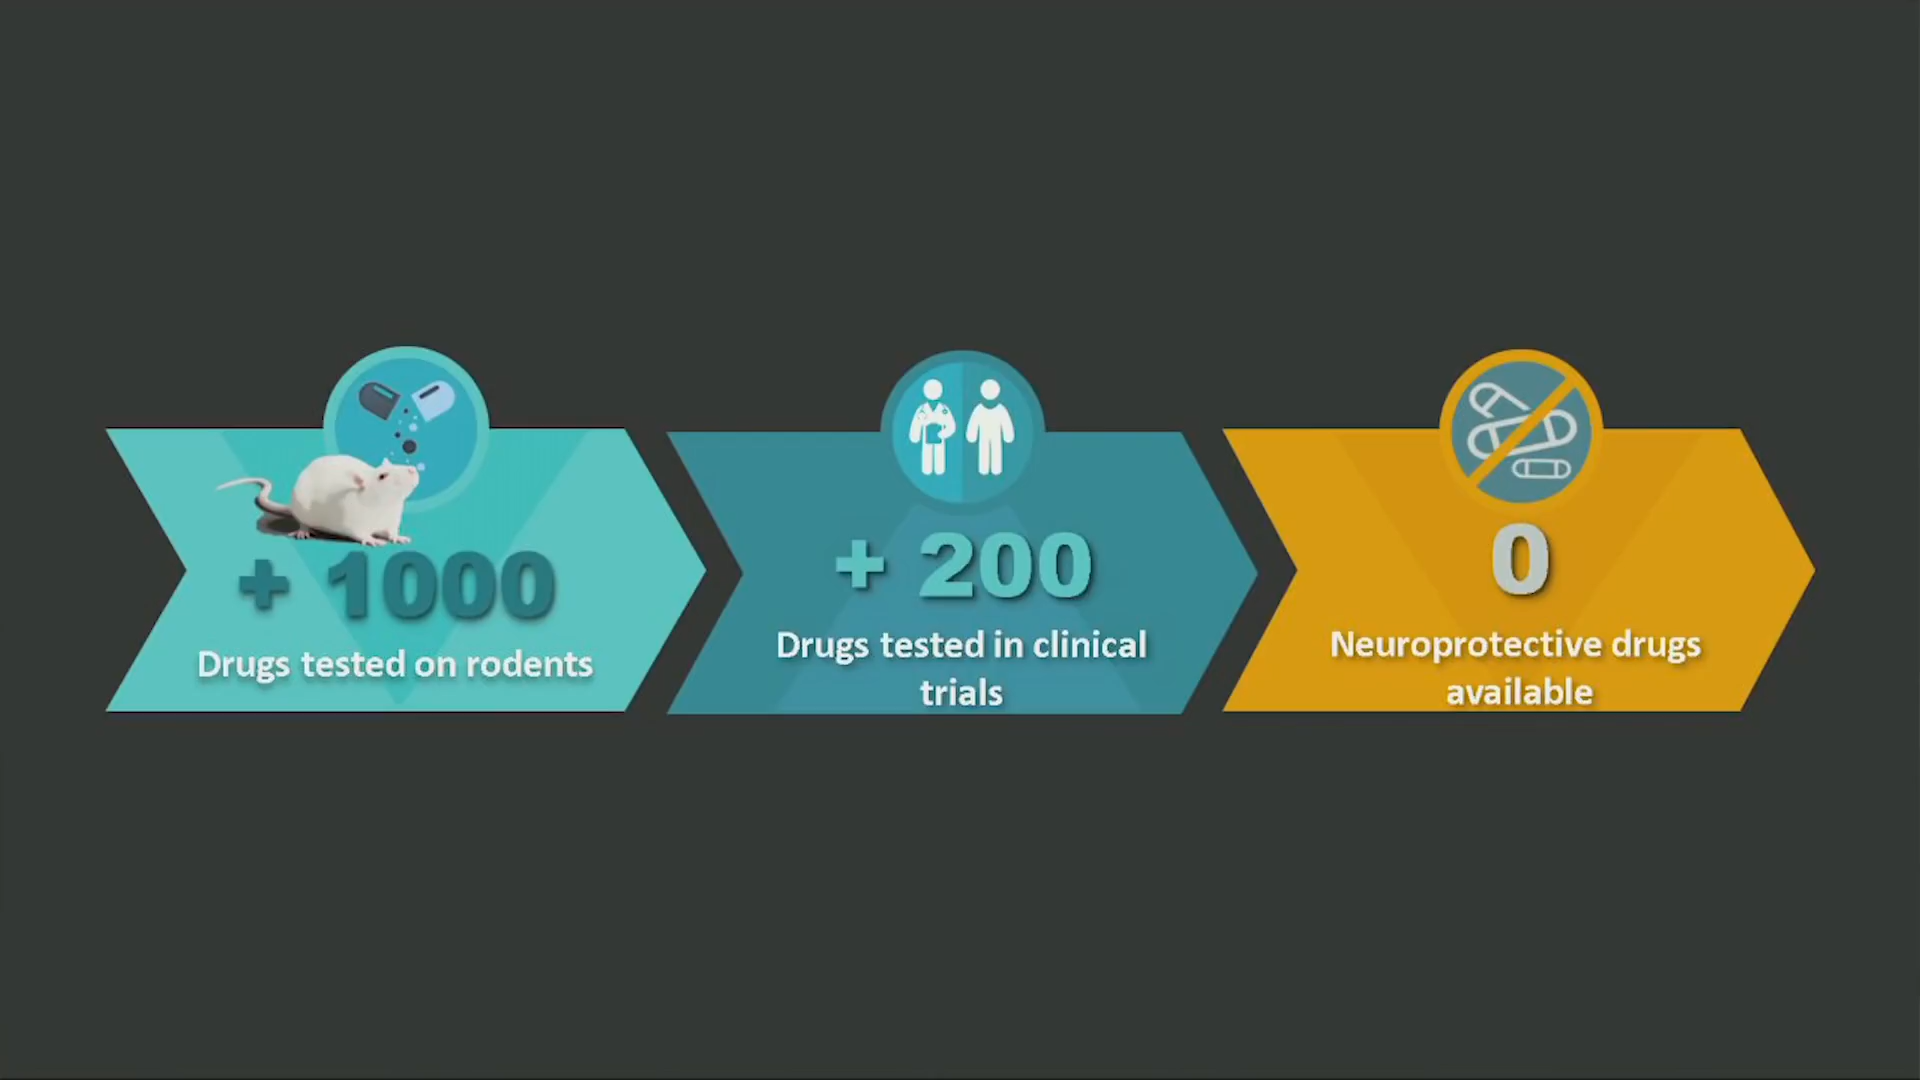 + 1000
Drugs tested on rodents
+ 200
Drugs tested in clinical
trials
0
Neuroprotective drugs
available